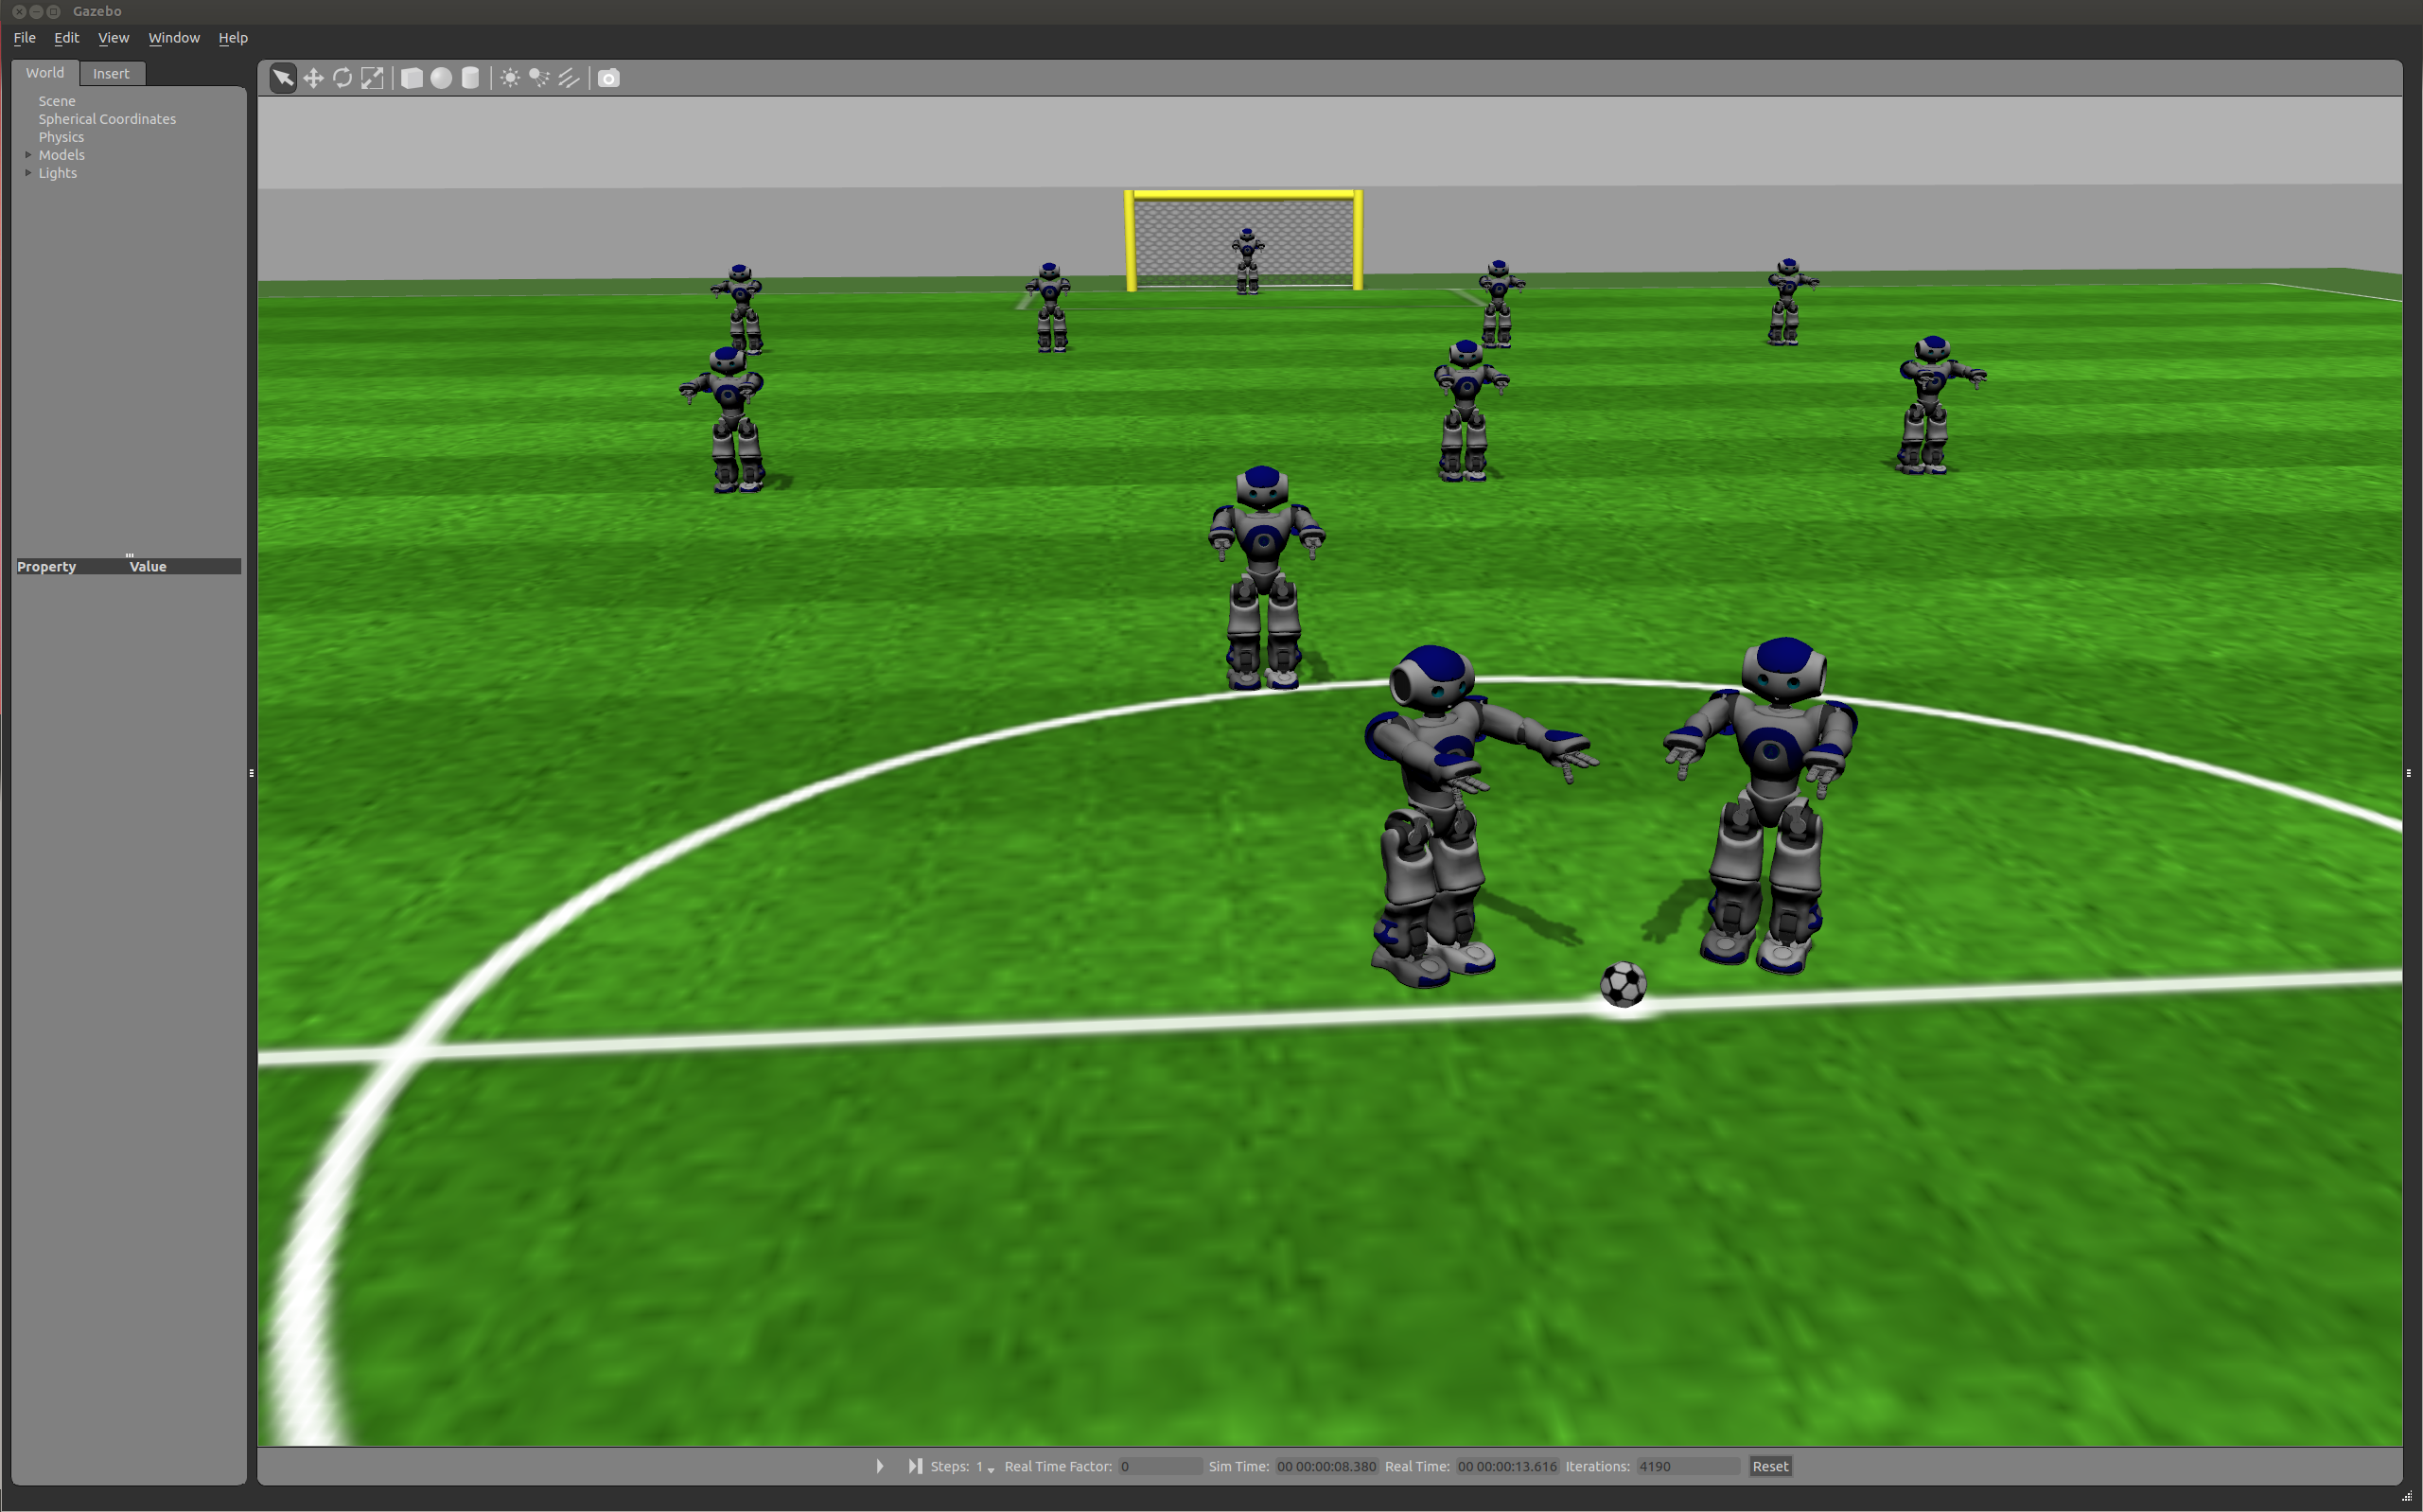 Gazebo
File Edit View Window Help
World Insert
Scene
Spherical Coordinates
Physics
Models
Lights
Property Value
Steps: 1 Real Time Factor: 0 Sim Time: 00 00:00:08.380 Real Time: 00 00:00:13.616 Iterations: 4190 Reset